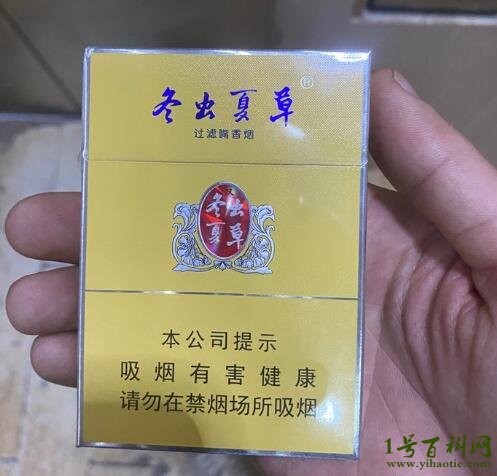 冬虫夏草®
过滤嘴香烟
冬虫
夏草
本公司提示
吸烟有害健康
请勿在禁烟场所吸烟
1号百科网
www.yihaotie.com